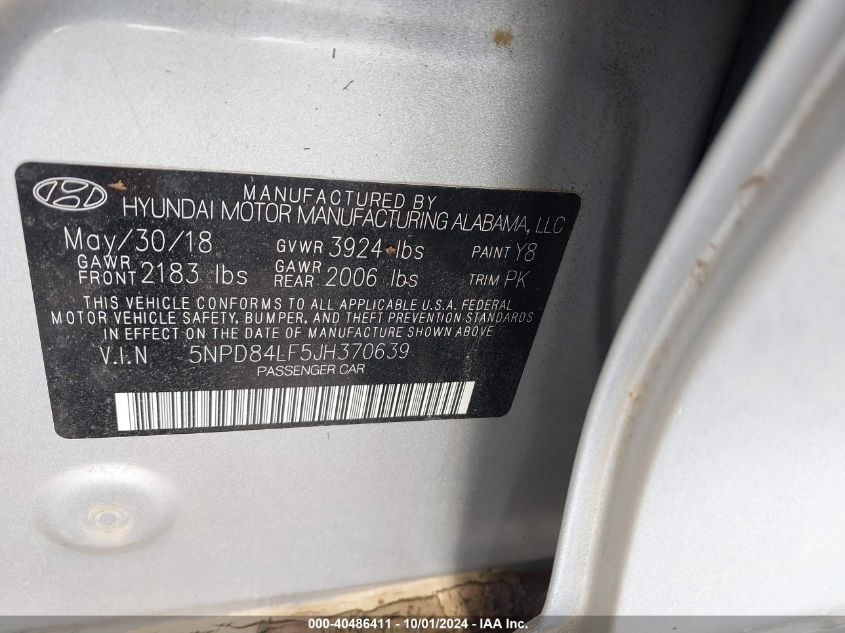 MANUFACTURED BY
HYUNDAI MOTOR MANUFACTURING ALABAMA, LLC
May/30/18 GVWR 3924 lbs PAINT Y8
GAWR FRONT 2183 lbs GAWR REAR 2006 lbs TRIM PK
THIS VEHICLE CONFORMS TO ALL APPLICABLE U.S.A. FEDERAL
MOTOR VEHICLE SAFETY, BUMPER, AND THEFT PREVENTION STANDARDS
IN EFFECT ON THE DATE OF MANUFACTURE SHOWN ABOVE.
V.I.N 5NPD84LF5JH370639
PASSENGER CAR
000-40486411 - 10/01/2024 - IAA Inc.